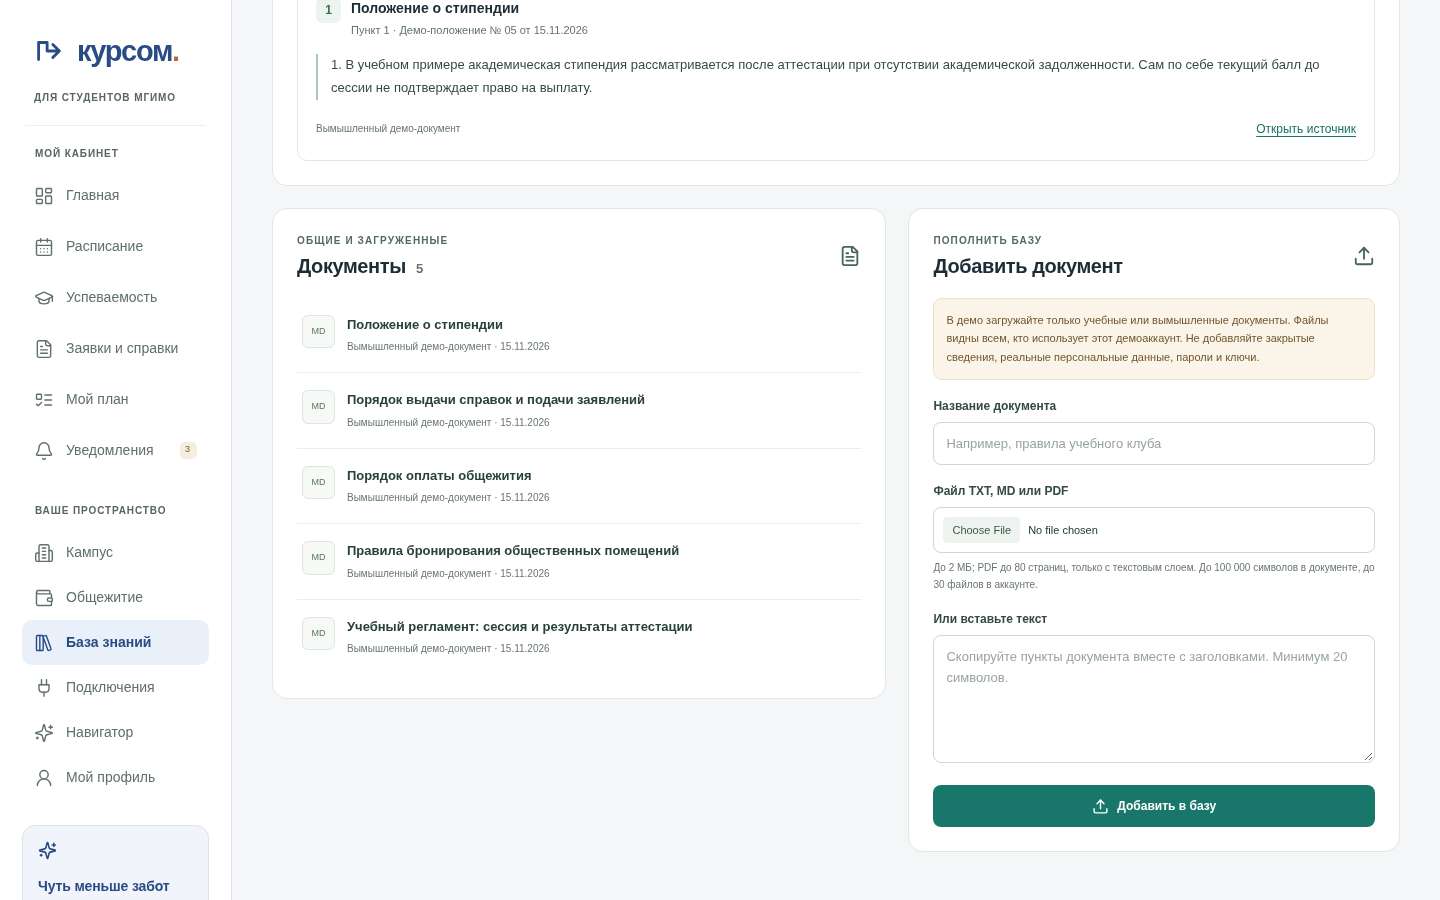 курсом.
ДЛЯ СТУДЕНТОВ МГИМО
МОЙ КАБИНЕТ
Главная
Расписание
Успеваемость
Заявки и справки
Мой план
Уведомления 3
ВАШЕ ПРОСТРАНСТВО
Кампус
Общежитие
База знаний
Подключения
Навигатор
Мой профиль
Чуть меньше забот
1 Положение о стипендии
Пункт 1 · Демо-положение № 05 от 15.11.2026
1. В учебном примере академическая стипендия рассматривается после аттестации при отсутствии академической задолженности. Сам по себе текущий балл до
сессии не подтверждает право на выплату.
Вымышленный демо-документ
Открыть источник
ОБЩИЕ И ЗАГРУЖЕННЫЕ
Документы 5
MD Положение о стипендии
Вымышленный демо-документ · 15.11.2026
MD Порядок выдачи справок и подачи заявлений
Вымышленный демо-документ · 15.11.2026
MD Порядок оплаты общежития
Вымышленный демо-документ · 15.11.2026
MD Правила бронирования общественных помещений
Вымышленный демо-документ · 15.11.2026
MD Учебный регламент: сессия и результаты аттестации
Вымышленный демо-документ · 15.11.2026
ПОПОЛНИТЬ БАЗУ
Добавить документ
В демо загружайте только учебные или вымышленные документы. Файлы
видны всем, кто использует этот демоаккаунт. Не добавляйте закрытые
сведения, реальные персональные данные, пароли и ключи.
Название документа
Например, правила учебного клуба
Файл TXT, MD или PDF
Choose File No file chosen
До 2 МБ; PDF до 80 страниц, только с текстовым слоем. До 100 000 символов в документе, до
30 файлов в аккаунте.
Или вставьте текст
Скопируйте пункты документа вместе с заголовками. Минимум 20
символов.
Добавить в базу